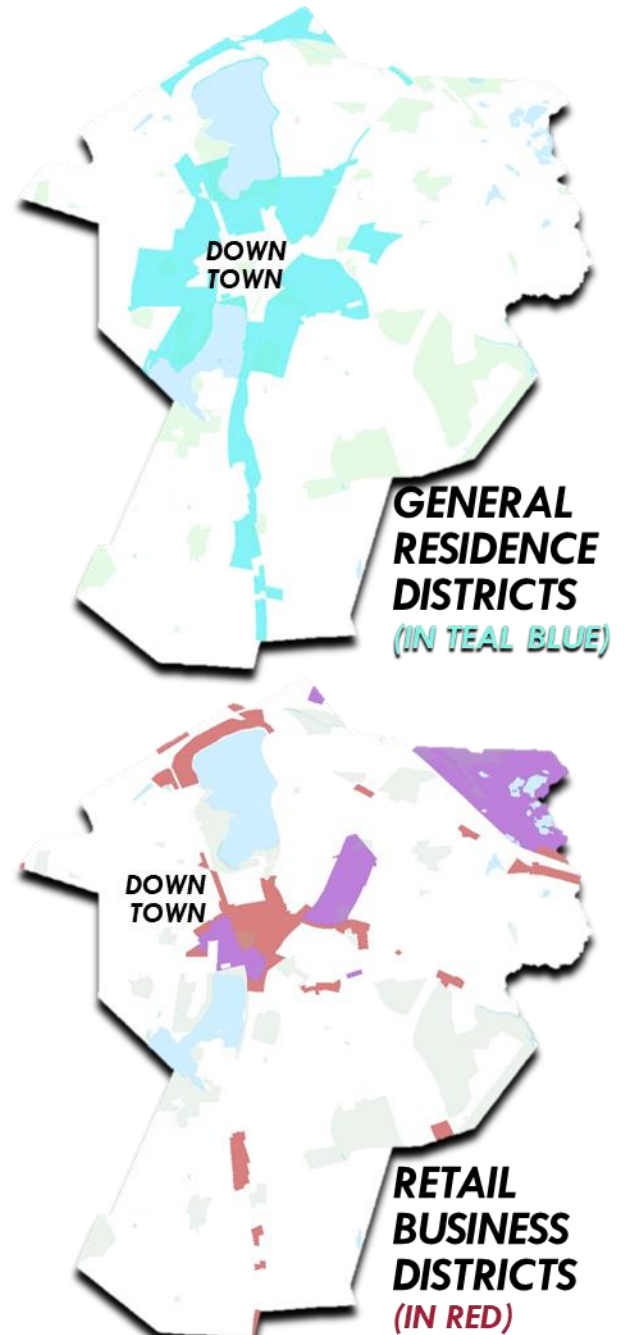 DOWN
TOWN
GENERAL
RESIDENCE
DISTRICTS
(IN TEAL BLUE)
DOWN
TOWN
RETAIL
BUSINESS
DISTRICTS
(IN RED)